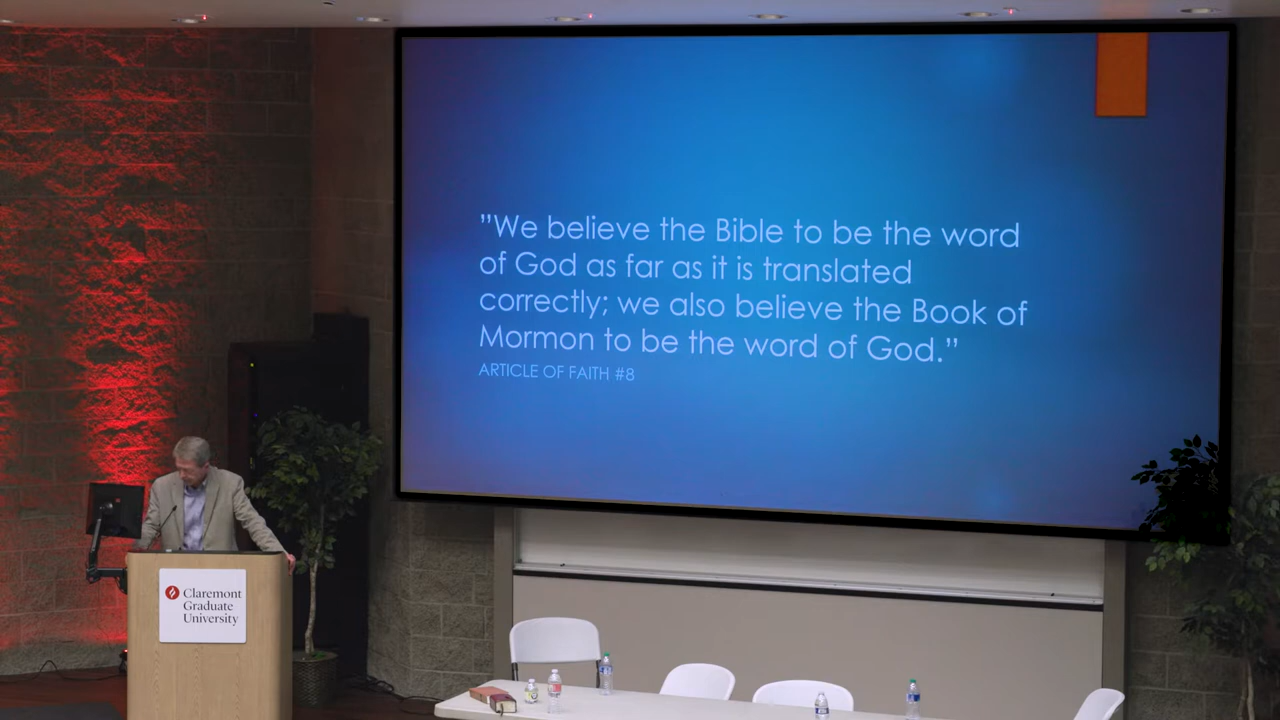 ”We believe the Bible to be the word
of God as far as it is translated
correctly; we also believe the Book of
Mormon to be the word of God.”
ARTICLE OF FAITH #8
Claremont
Graduate
University